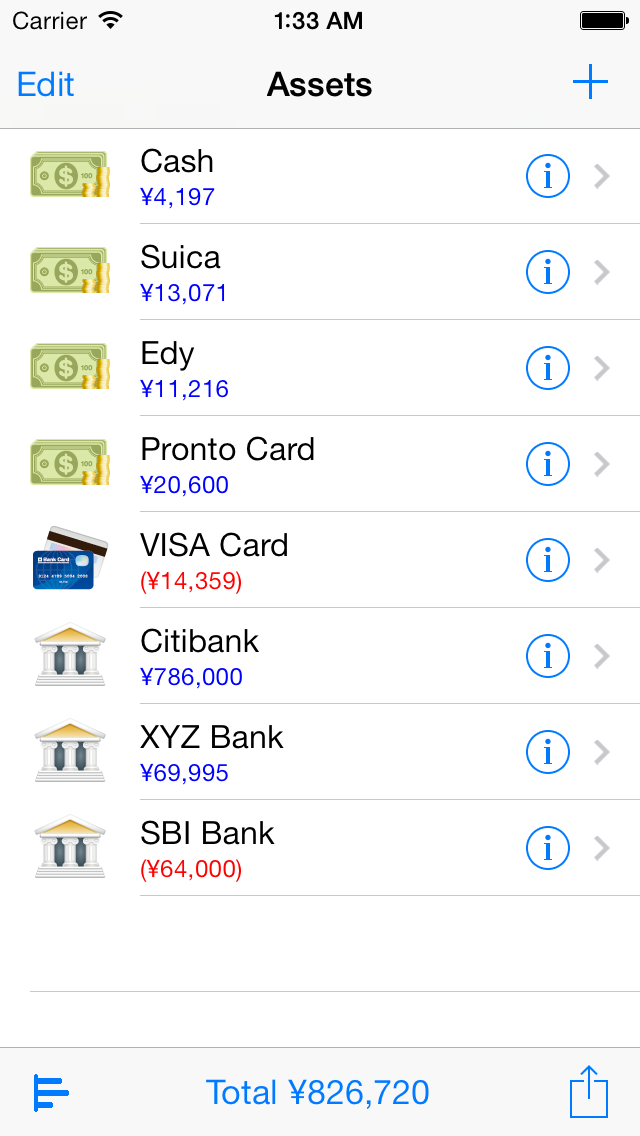 Carrier 1:33 AM
Edit Assets
Cash
¥4,197
Suica
¥13,071
Edy
¥11,216
Pronto Card
¥20,600
VISA Card
(¥14,359)
Citibank
¥786,000
XYZ Bank
¥69,995
SBI Bank
(¥64,000)
Total ¥826,720